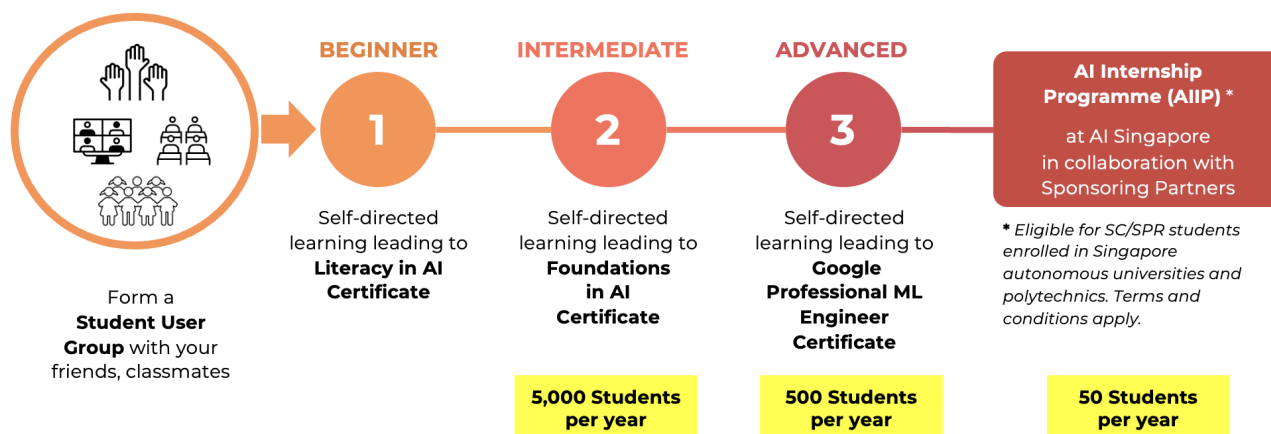 Form a
Student User
Group with your
friends, classmates
BEGINNER
1
Self-directed
learning leading to
Literacy in AI
Certificate
INTERMEDIATE
2
Self-directed
learning leading to
Foundations
in AI
Certificate
5,000 Students
per year
ADVANCED
3
Self-directed
learning leading to
Google
Professional ML
Engineer
Certificate
500 Students
per year
AI Internship
Programme (AIIP) *
at AI Singapore
in collaboration with
Sponsoring Partners
* Eligible for SC/SPR students
enrolled in Singapore
autonomous universities and
polytechnics. Terms and
conditions apply.
50 Students
per year